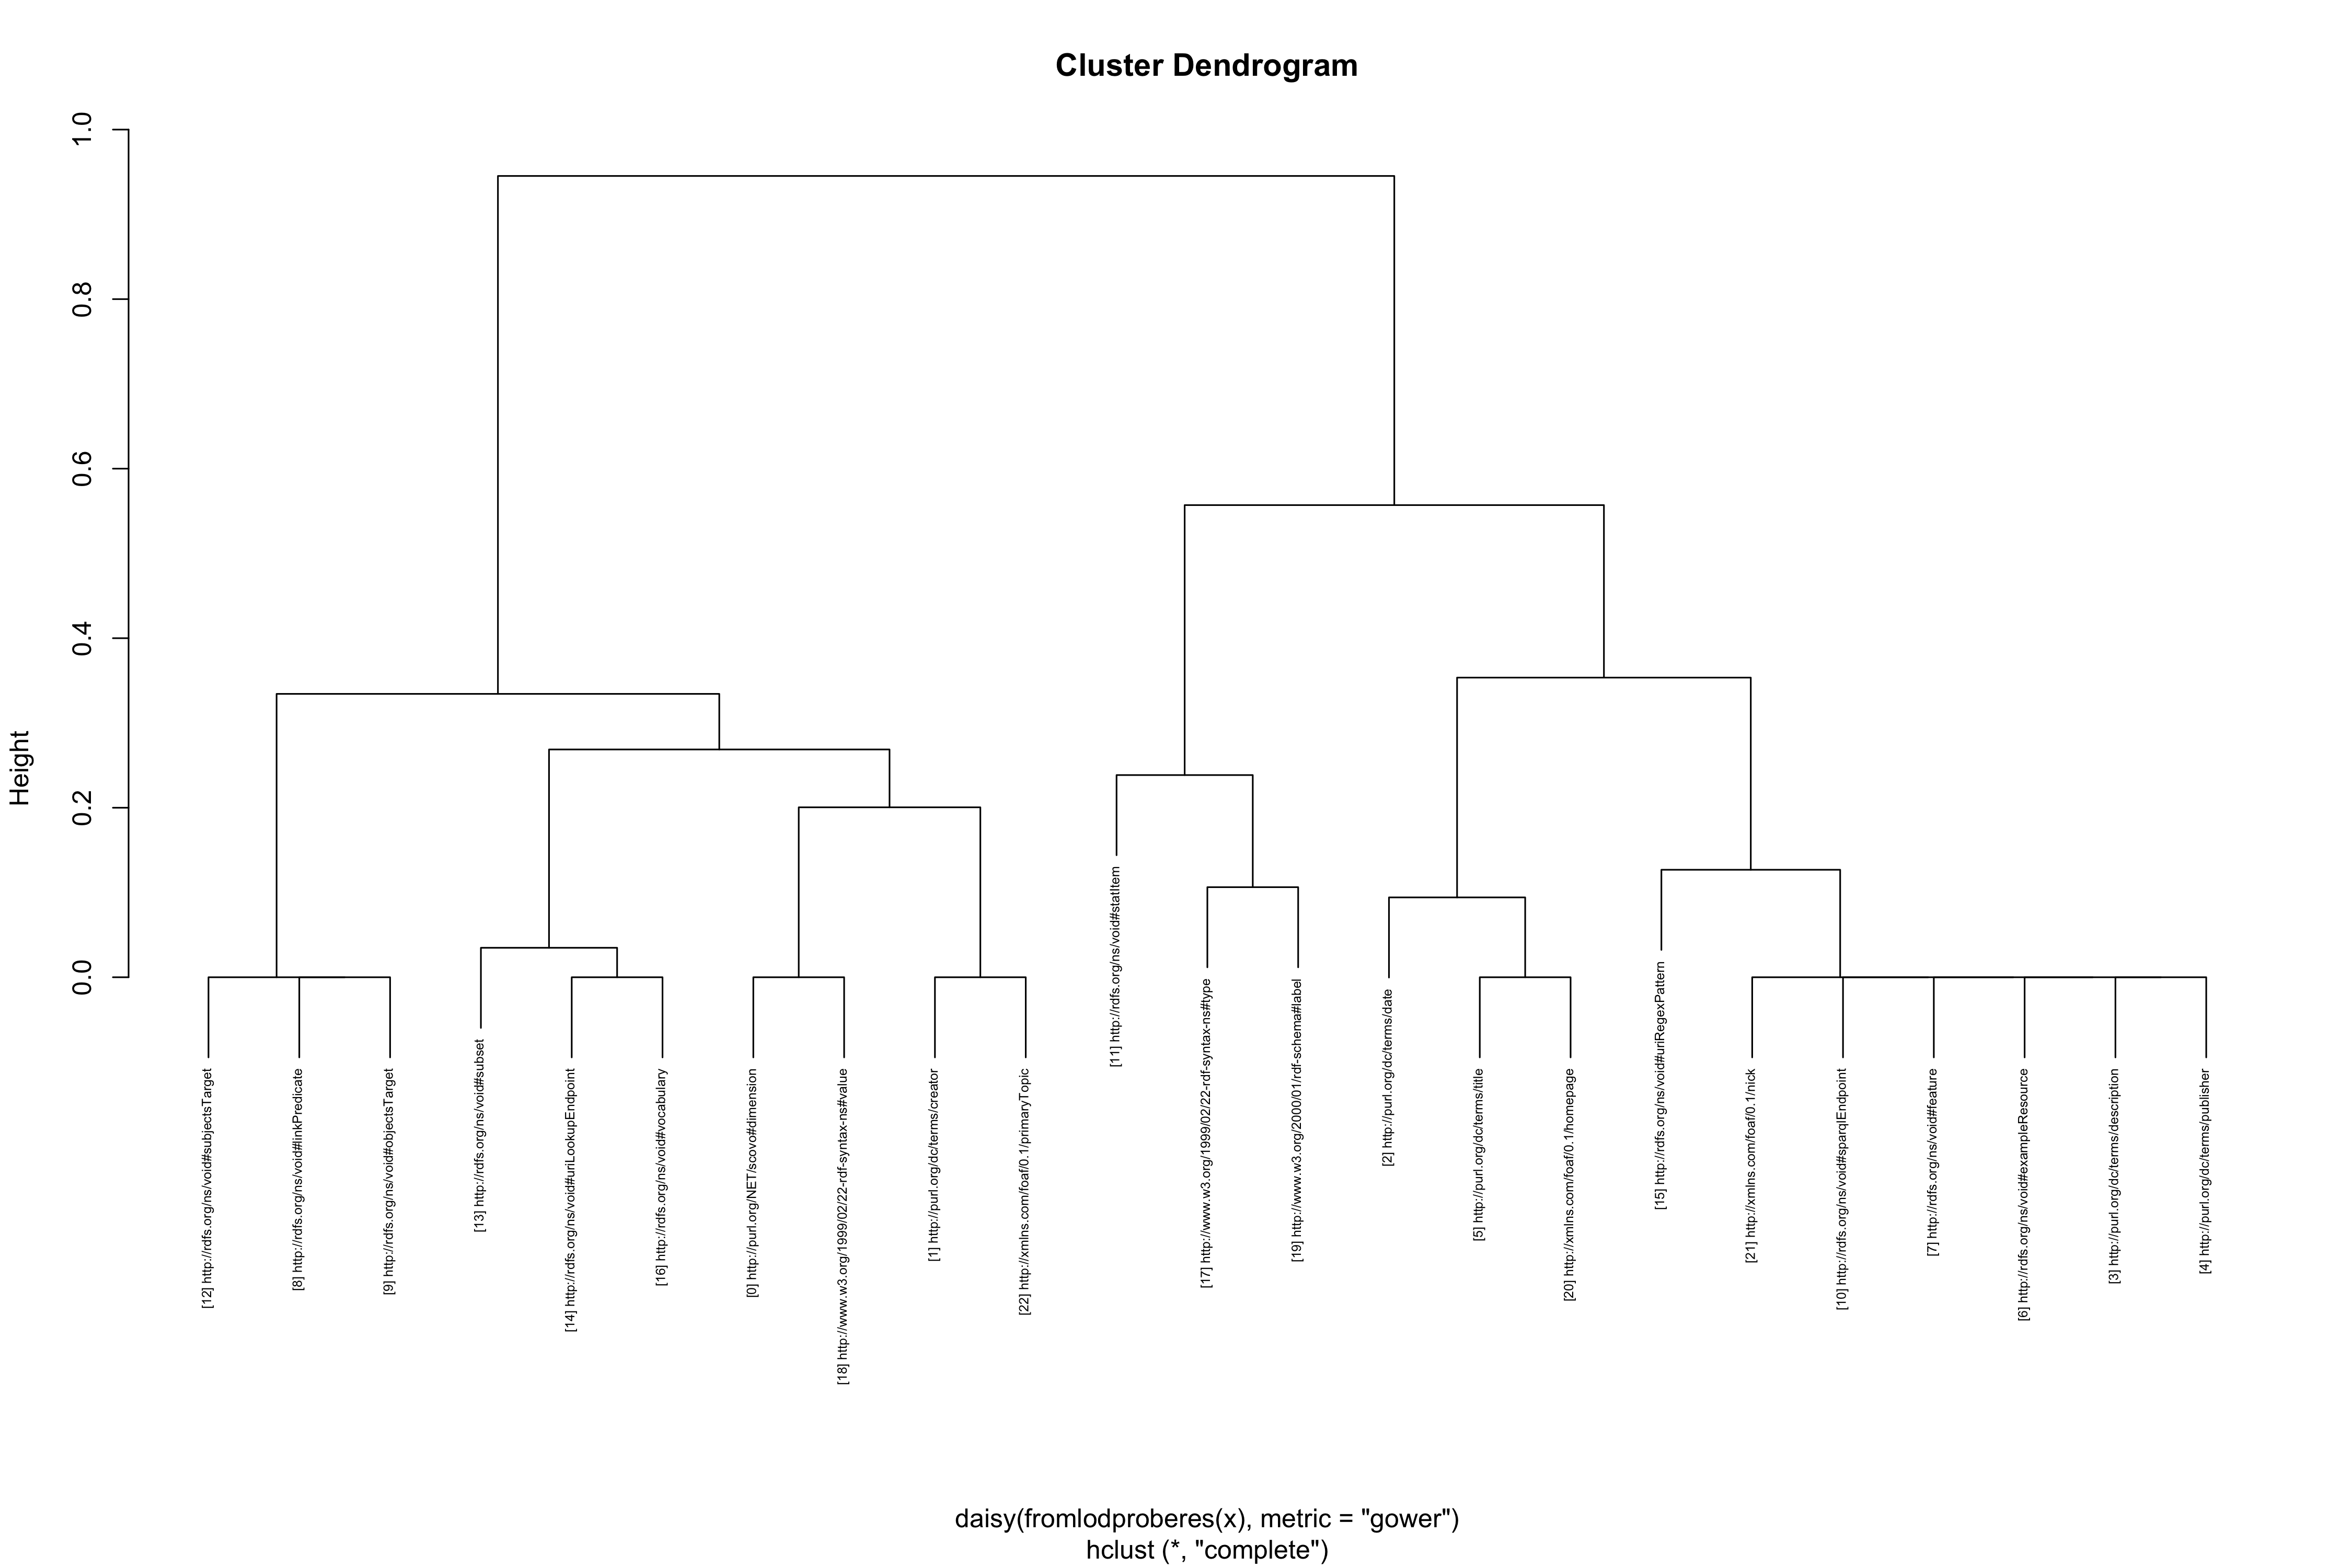 Cluster Dendrogram
1.0
0.8
0.6
0.4
0.2
0.0
Height
[12] http://rdfs.org/ns/void#subjectsTarget
[8] http://rdfs.org/ns/void#linkPredicate
[9] http://rdfs.org/ns/void#objectsTarget
[13] http://rdfs.org/ns/void#subset
[14] http://rdfs.org/ns/void#uriLookupEndpoint
[16] http://rdfs.org/ns/void#vocabulary
[0] http://purl.org/NET/scovo#dimension
[18] http://www.w3.org/1999/02/22-rdf-syntax-ns#value
[1] http://purl.org/dc/terms/creator
[22] http://xmlns.com/foaf/0.1/primaryTopic
[11] http://rdfs.org/ns/void#statItem
[17] http://www.w3.org/1999/02/22-rdf-syntax-ns#type
[19] http://www.w3.org/2000/01/rdf-schema#label
[2] http://purl.org/dc/terms/date
[5] http://purl.org/dc/terms/title
[20] http://xmlns.com/foaf/0.1/homepage
[15] http://rdfs.org/ns/void#uriRegexPattern
[21] http://xmlns.com/foaf/0.1/nick
[10] http://rdfs.org/ns/void#sparqlEndpoint
[7] http://rdfs.org/ns/void#feature
[6] http://rdfs.org/ns/void#exampleResource
[3] http://purl.org/dc/terms/description
[4] http://purl.org/dc/terms/publisher
daisy(fromlodproberes(x), metric = "gower")
hclust (*, "complete")